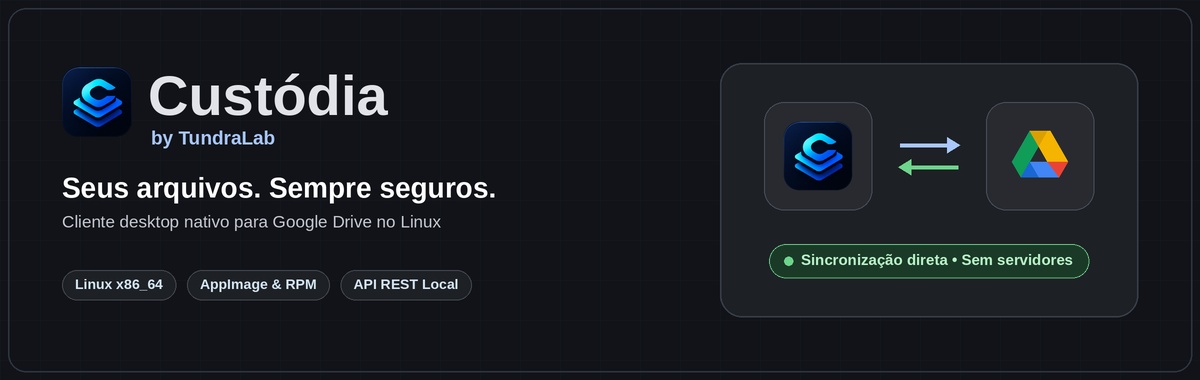 Custódia
by TundraLab
Seus arquivos. Sempre seguros.
Cliente desktop nativo para Google Drive no Linux
Linux x86_64
AppImage & RPM
API REST Local
Sincronização direta • Sem servidores